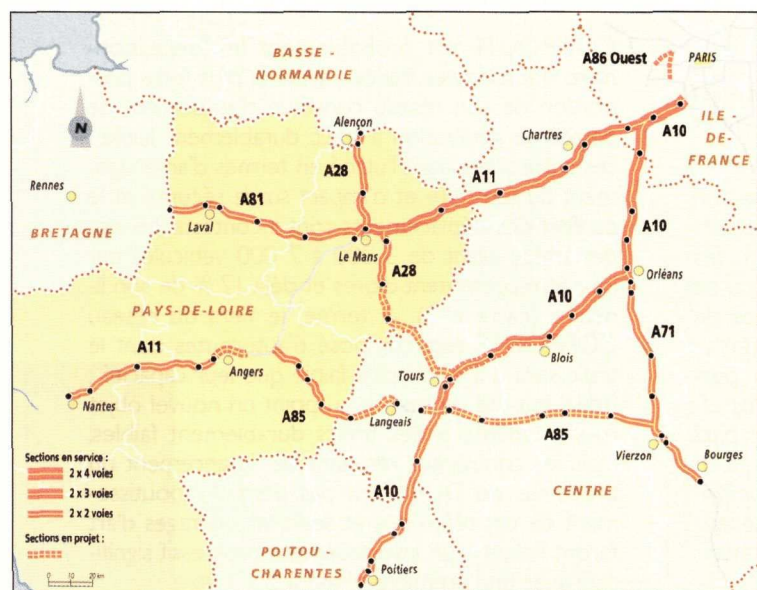 BASSE -
NORMANDIE
A86 Ouest
PARIS
ILE
DE-
FRANCE
N
Alençon
Chartres
A10
A28
A11
Rennes
A81
Laval
BRETAGNE
Le Mans
A10
A28
Orléans
PAYS-DE-LOIRE
A10
A11
Blois
A71
Angers
Tours
Nantes
A85
Langeais
A85
Vierzon
Bourges
Sections en service :
2 x 4 voies
2 x 3 voies
2 x 2 voies
A10
CENTRE
Sections en projet :
POITOU -
CHARENTES
Poitiers
0 10 20 km